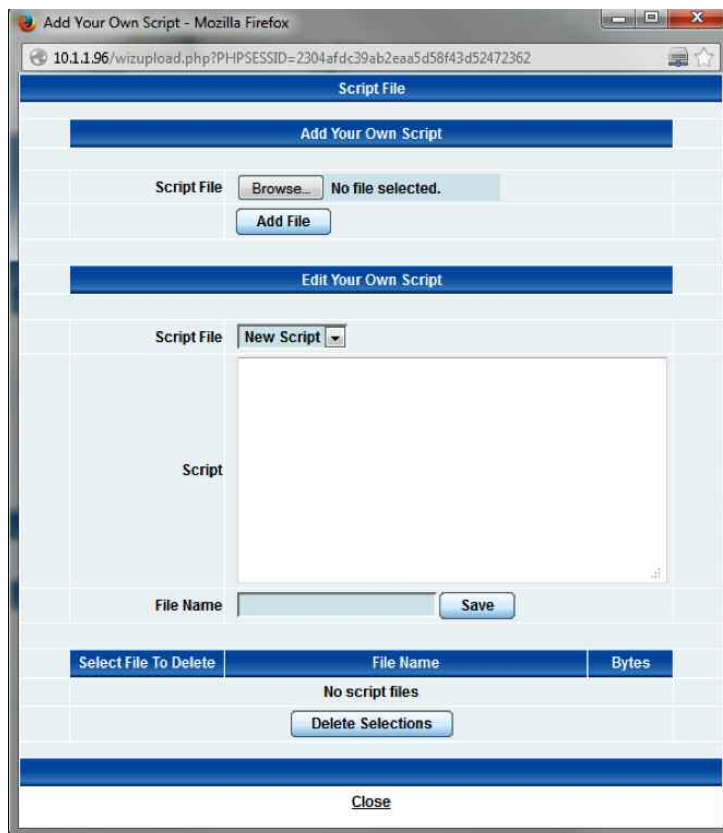 Add Your Own Script - Mozilla Firefox
10.1.1.96/wizupload.php?PHPSESSID=2304afdc39ab2eaa5d58f43d52472362
Script File
Add Your Own Script
Script File Browse... No file selected.
Add File
Edit Your Own Script
Script File New Script
Script
File Name Save
Select File To Delete File Name Bytes
No script files
Delete Selections
Close